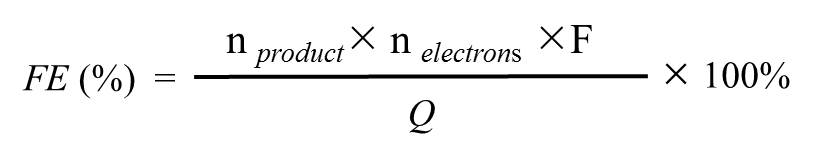 FE (%) = n product × n electrons × F / Q × 100%